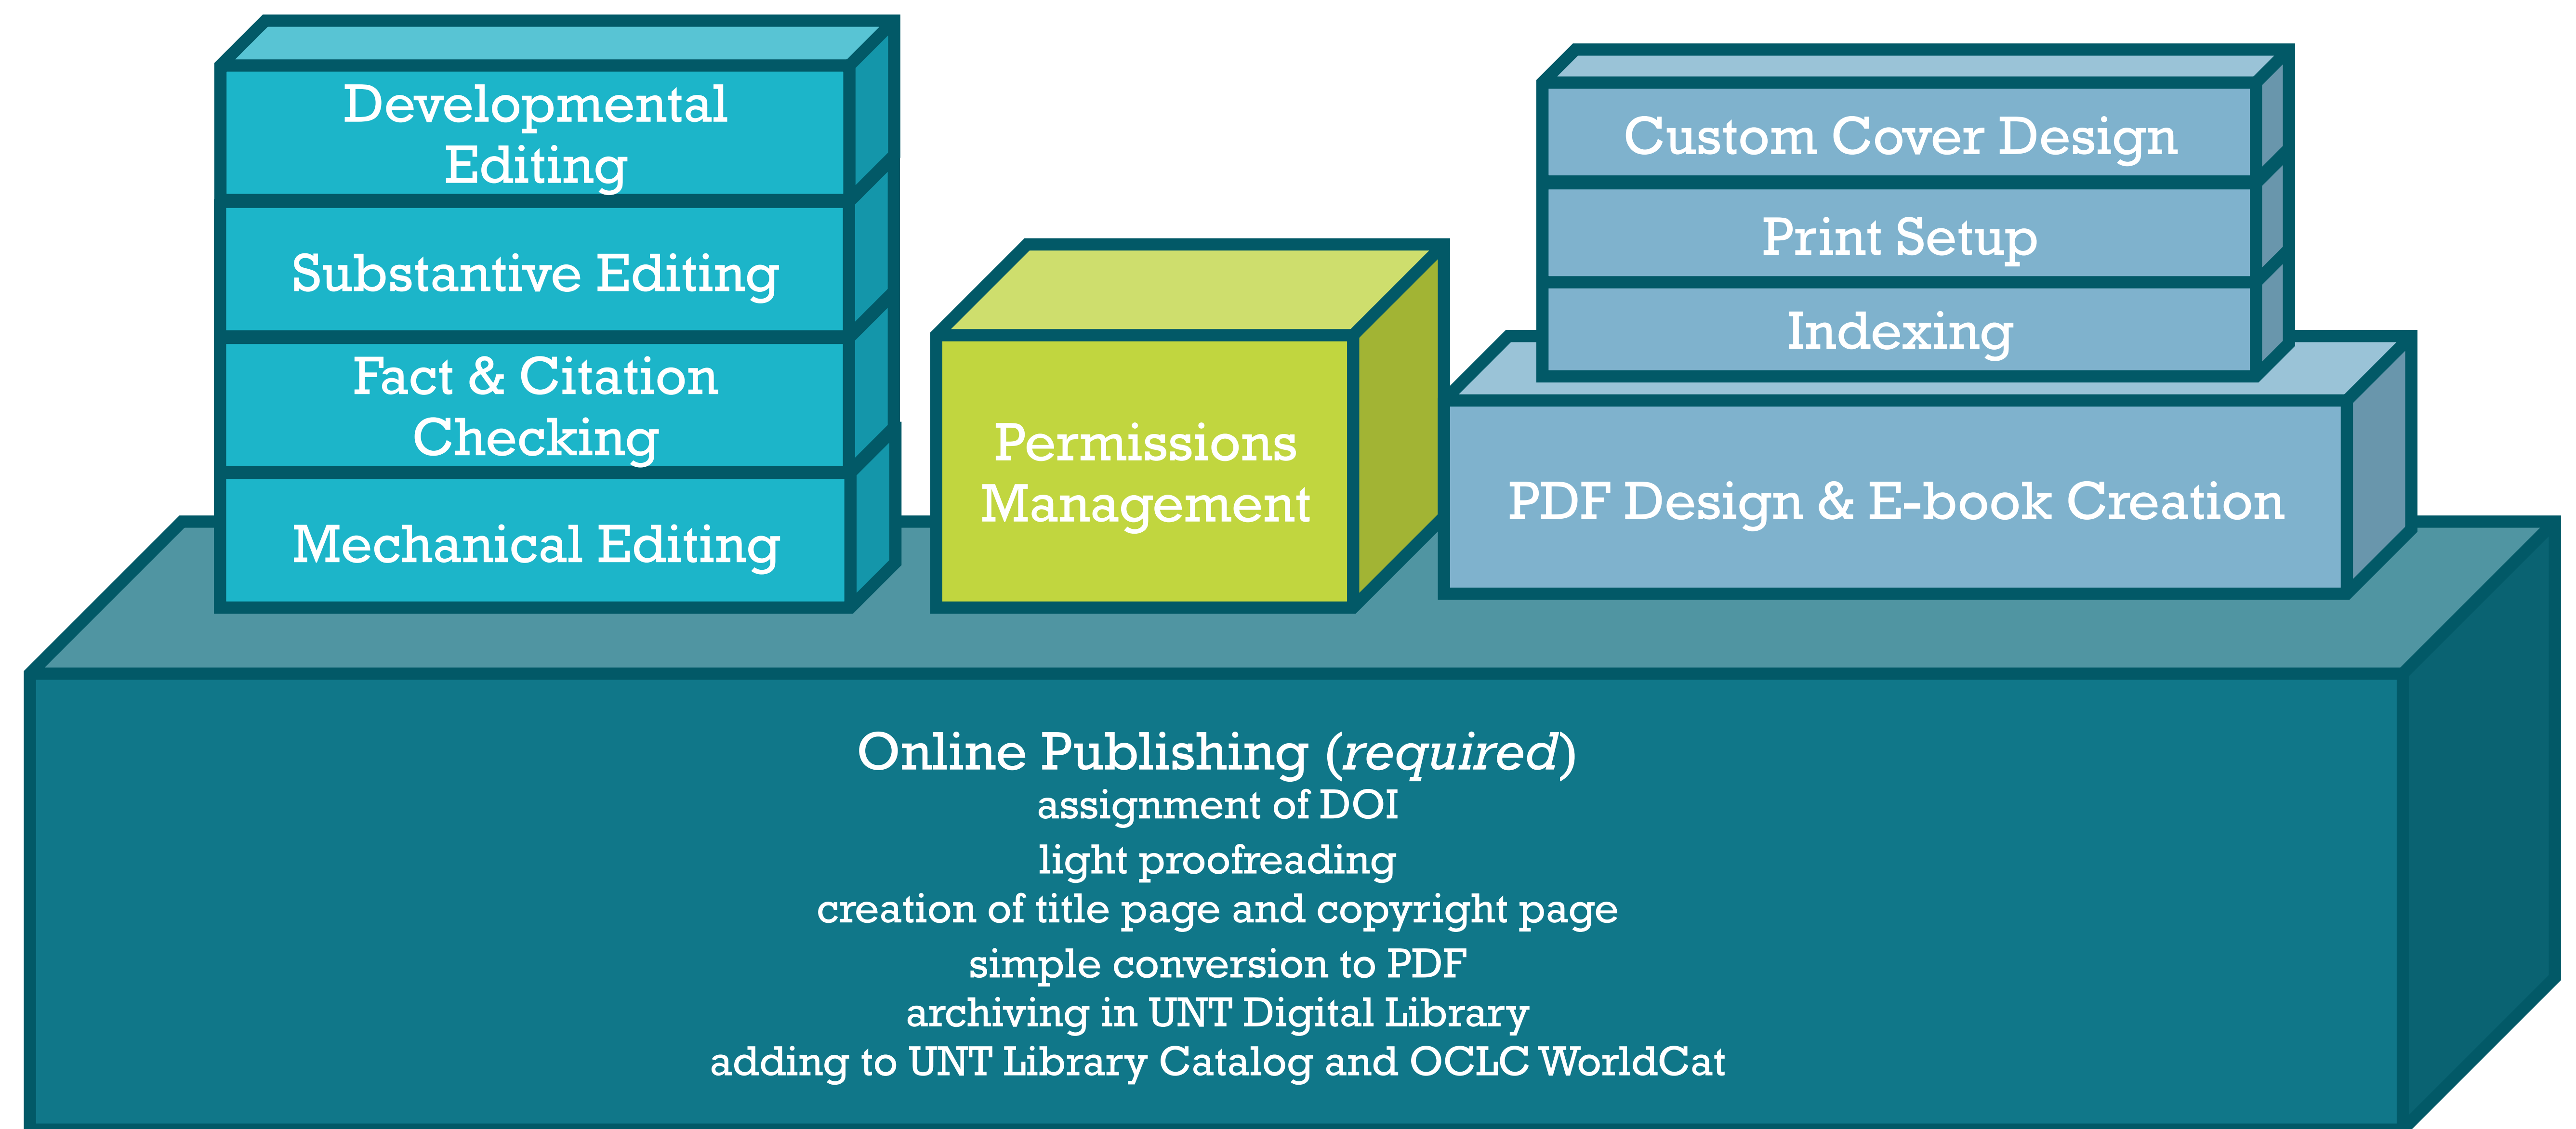 Developmental
Editing
Substantive Editing
Fact & Citation
Checking
Mechanical Editing
Permissions
Management
Custom Cover Design
Print Setup
Indexing
PDF Design & E-book Creation
Online Publishing (required)
assignment of DOI
light proofreading
creation of title page and copyright page
simple conversion to PDF
archiving in UNT Digital Library
adding to UNT Library Catalog and OCLC WorldCat